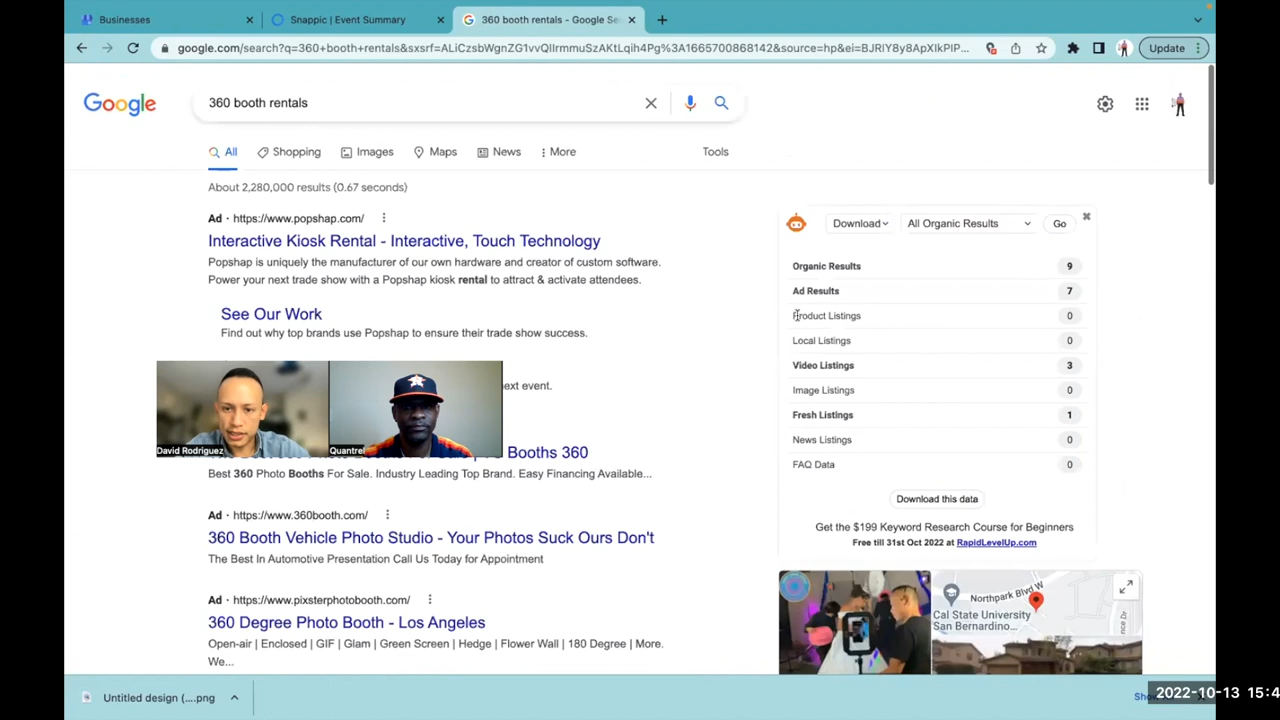 Businesses
Snappic | Event Summary
360 booth rentals - Google Se
google.com/search?q=360+booth+rentals&sxsrf=ALiCzsbWgnZG1vvQIIrmmuSzAKtLqih4Pg%3A1665700868142&source=hp&ei=BJRIY8y8ApXIkPIP...
Update
Google
360 booth rentals
All
Shopping
Images
Maps
News
More
Tools
About 2,280,000 results (0.67 seconds)
Ad · https://www.popshap.com/
Interactive Kiosk Rental - Interactive, Touch Technology
Popshap is uniquely the manufacturer of our own hardware and creator of custom software.
Power your next trade show with a Popshap kiosk rental to attract & activate attendees.
See Our Work
Find out why top brands use Popshap to ensure their trade show success.
next event.
David Rodriguez
Quantrel
Booths 360
Best 360 Photo Booths For Sale. Industry Leading Top Brand. Easy Financing Available...
Ad · https://www.360booth.com/
360 Booth Vehicle Photo Studio - Your Photos Suck Ours Don't
The Best In Automotive Presentation Call Us Today for Appointment
Ad · https://www.pixsterphotobooth.com/
360 Degree Photo Booth - Los Angeles
Open-air | Enclosed | GIF | Glam | Green Screen | Hedge | Flower Wall | 180 Degree | More.
We...
Download
All Organic Results
Go
Organic Results 9
Ad Results 7
Product Listings 0
Local Listings 0
Video Listings 3
Image Listings 0
Fresh Listings 1
News Listings 0
FAQ Data 0
Download this data
Get the $199 Keyword Research Course for Beginners
Free till 31st Oct 2022 at RapidLevelUp.com
Northpark Blvd W
Cal State University
San Bernardino...
Untitled design (....png
2022-10-13 15:4